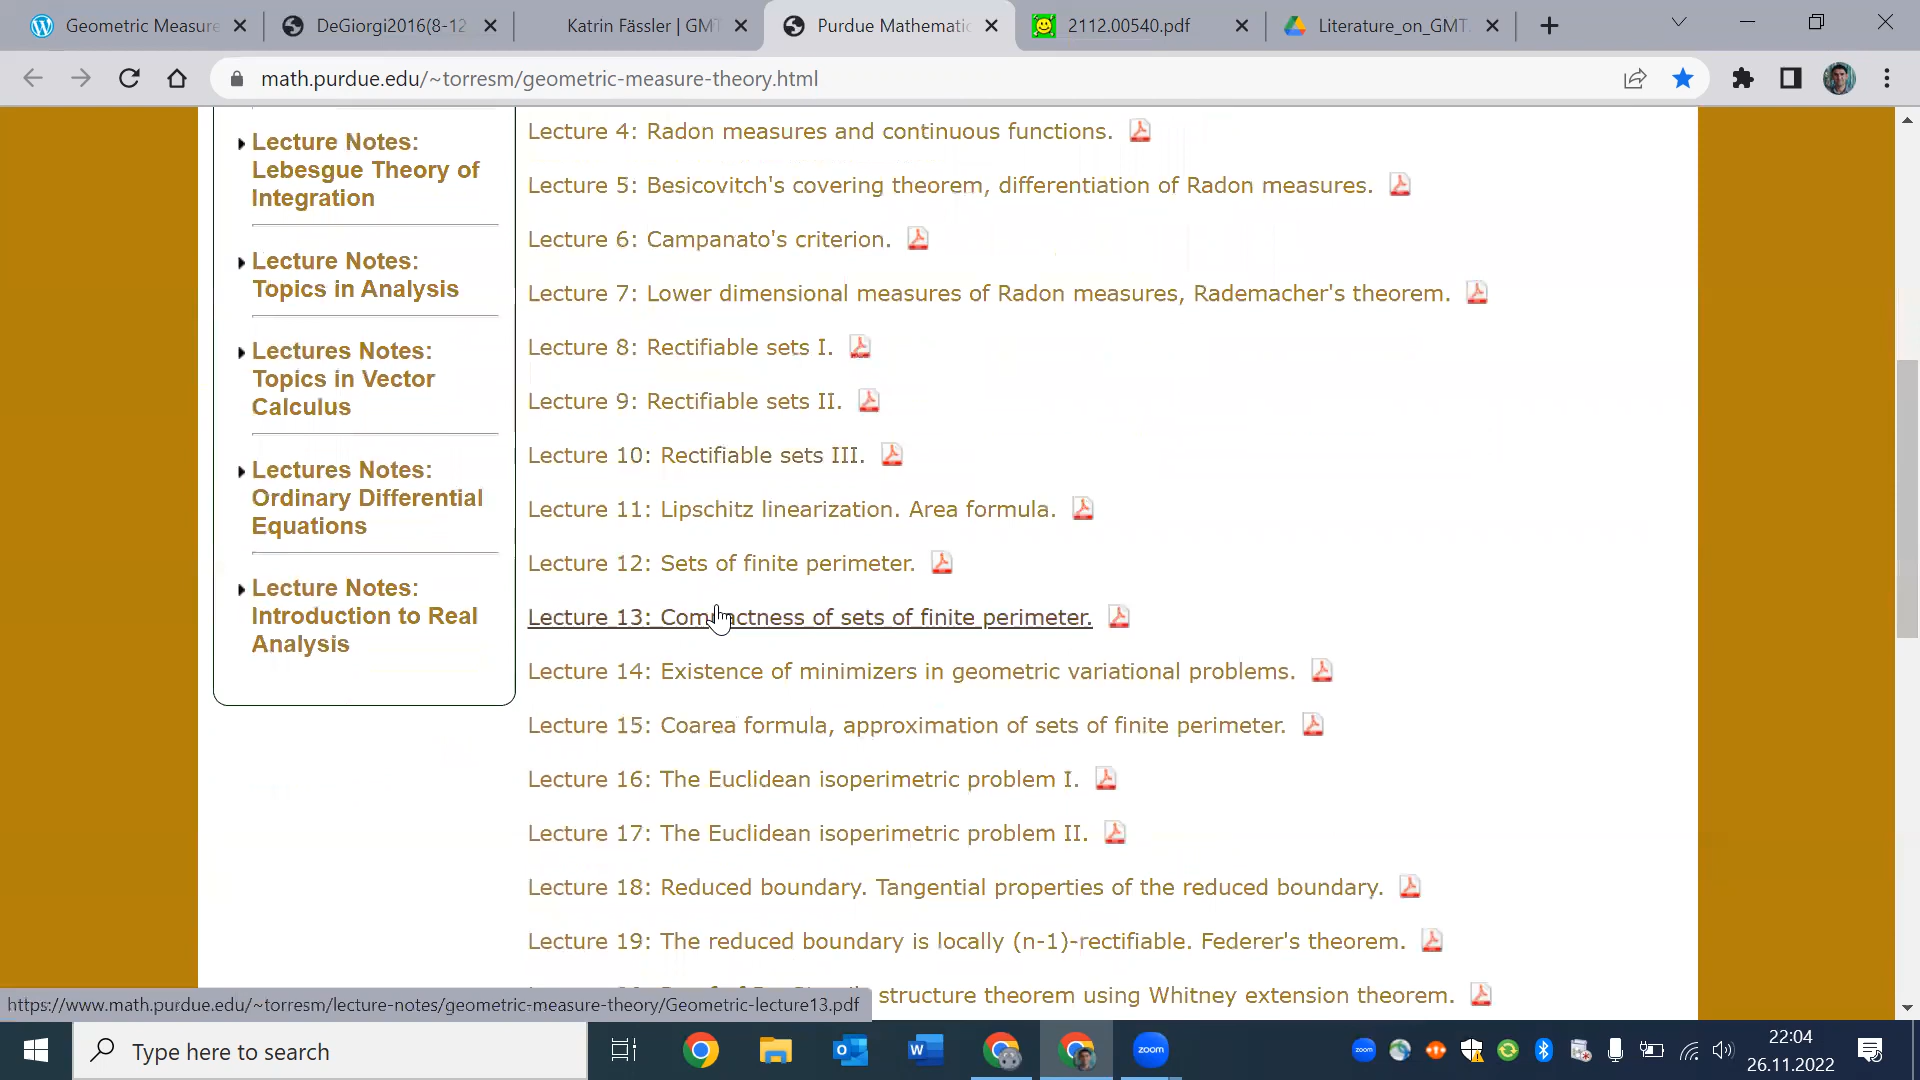 Geometric Measure
DeGiorgi2016(8-12
Katrin Fässler | GMT
Purdue Mathematic
2112.00540.pdf
Literature_on_GMT.
math.purdue.edu/~torresm/geometric-measure-theory.html
Lecture Notes:
Lebesgue Theory of
Integration
Lecture Notes:
Topics in Analysis
Lectures Notes:
Topics in Vector
Calculus
Lectures Notes:
Ordinary Differential
Equations
Lecture Notes:
Introduction to Real
Analysis
Lecture 4: Radon measures and continuous functions.
Lecture 5: Besicovitch's covering theorem, differentiation of Radon measures.
Lecture 6: Campanato's criterion.
Lecture 7: Lower dimensional measures of Radon measures, Rademacher's theorem.
Lecture 8: Rectifiable sets I.
Lecture 9: Rectifiable sets II.
Lecture 10: Rectifiable sets III.
Lecture 11: Lipschitz linearization. Area formula.
Lecture 12: Sets of finite perimeter.
Lecture 13: Compactness of sets of finite perimeter.
Lecture 14: Existence of minimizers in geometric variational problems.
Lecture 15: Coarea formula, approximation of sets of finite perimeter.
Lecture 16: The Euclidean isoperimetric problem I.
Lecture 17: The Euclidean isoperimetric problem II.
Lecture 18: Reduced boundary. Tangential properties of the reduced boundary.
Lecture 19: The reduced boundary is locally (n-1)-rectifiable. Federer's theorem.
structure theorem using Whitney extension theorem.
https://www.math.purdue.edu/~torresm/lecture-notes/geometric-measure-theory/Geometric-lecture13.pdf
Type here to search
zoom
zoom
22:04
26.11.2022